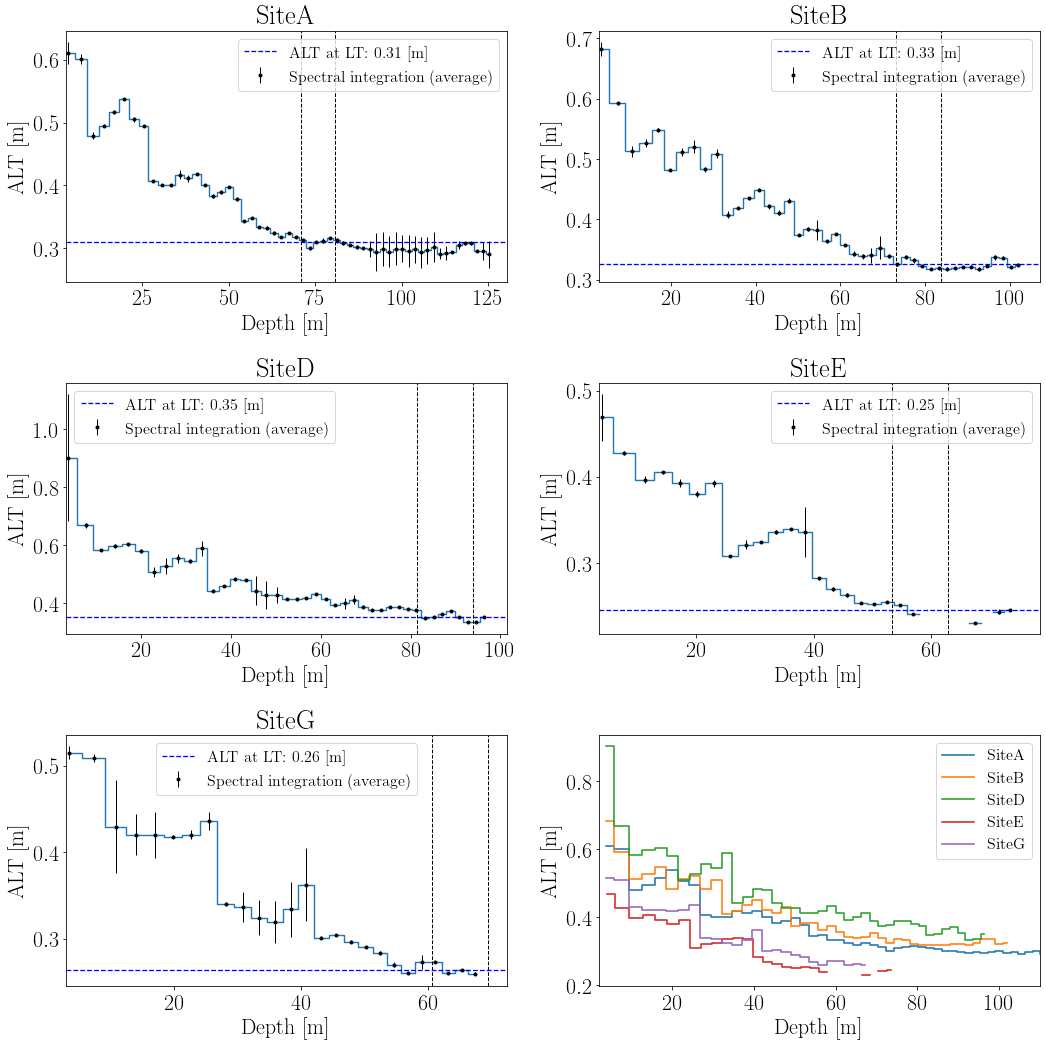 SiteA
ALT at LT: 0.31 [m]
Spectral integration (average)
0.6
0.5
0.4
0.3
ALT [m]
25 50 75 100 125
Depth [m]
SiteB
ALT at LT: 0.33 [m]
Spectral integration (average)
0.7
0.6
0.5
0.4
0.3
ALT [m]
20 40 60 80 100
Depth [m]
SiteD
ALT at LT: 0.35 [m]
Spectral integration (average)
1.0
0.8
0.6
0.4
ALT [m]
20 40 60 80 100
Depth [m]
SiteE
ALT at LT: 0.25 [m]
Spectral integration (average)
0.5
0.4
0.3
ALT [m]
20 40 60
Depth [m]
SiteG
ALT at LT: 0.26 [m]
Spectral integration (average)
0.5
0.4
0.3
ALT [m]
20 40 60
Depth [m]
SiteA
SiteB
SiteD
SiteE
SiteG
0.8
0.6
0.4
0.2
ALT [m]
20 40 60 80 100
Depth [m]